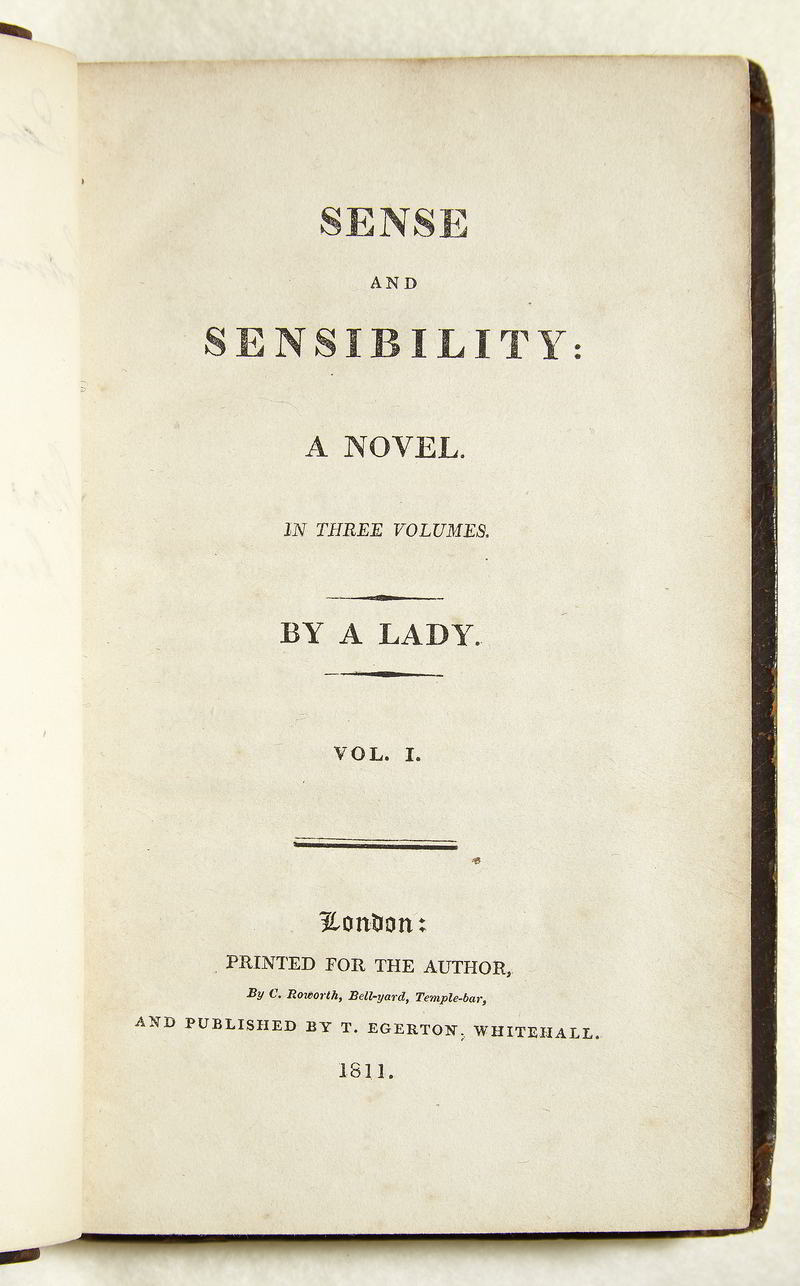 SENSE
AND
SENSIBILITY:
A NOVEL.
IN THREE VOLUMES.
BY A LADY.
VOL. I.
London:
PRINTED FOR THE AUTHOR,
By C. Roworth, Bell-yard, Temple-bar,
AND PUBLISHED BY T. EGERTON, WHITEHALL.
1811.